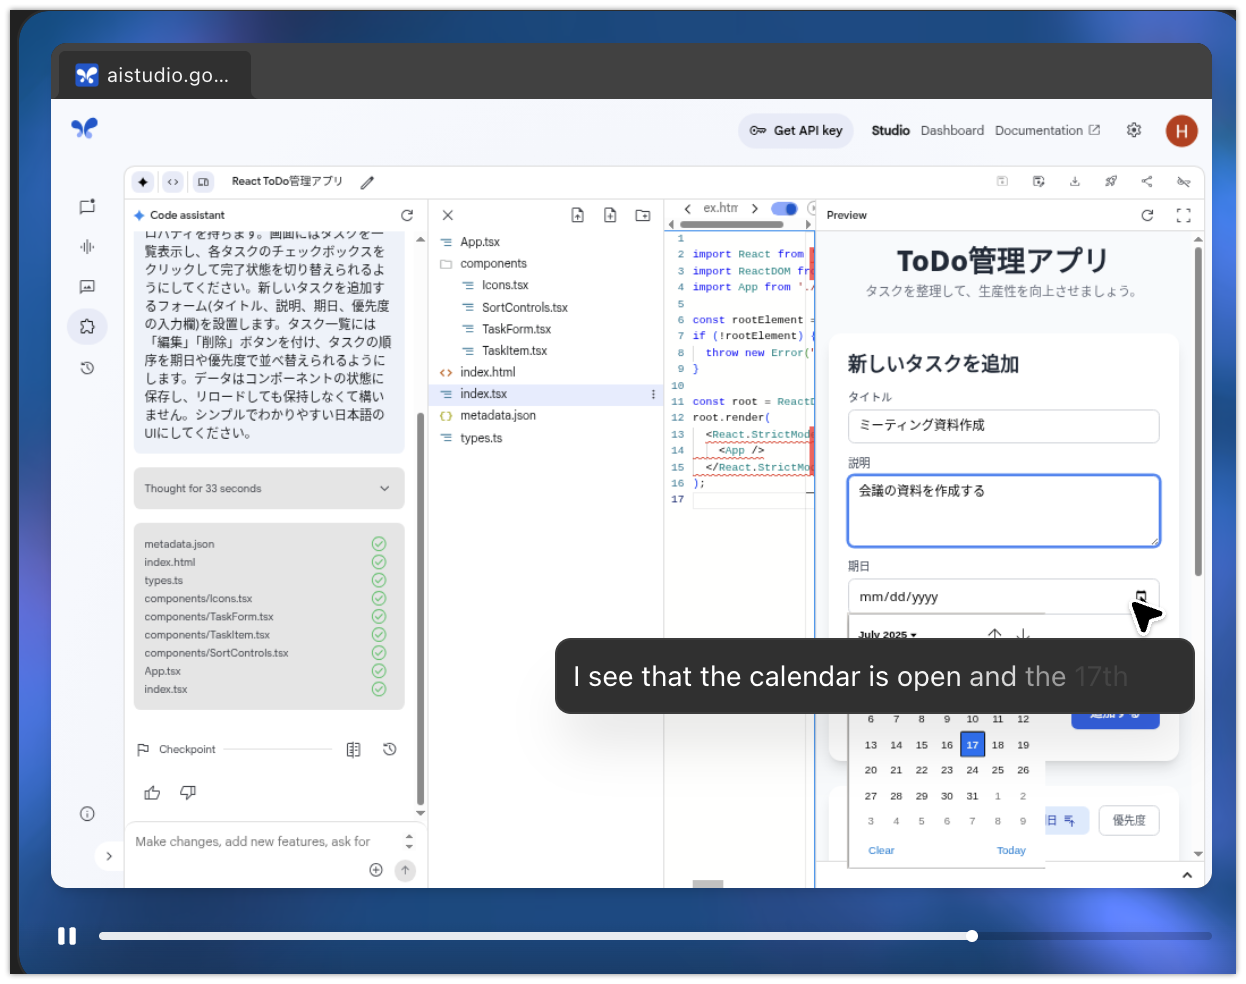 aistudio.go...
Get API key
Studio
Dashboard
Documentation
H
React ToDo管理アプリ
Code assistant
ロパティを持ちます。画面にはタスクを一
覧表示し、各タスクのチェックボックスを
クリックして完了状態を切り替えられるよ
うにしてください。新しいタスクを追加す
るフォーム(タイトル、説明、期日、優先度
の入力欄)を設置します。タスク一覧には
「編集」「削除」ボタンを付け、タスクの順
序を期日や優先度で並べ替えられるように
します。データはコンポーネントの状態に
保存し、リロードしても保持しなくて構い
ません。シンプルでわかりやすい日本語の
UIにしてください。
Thought for 33 seconds
metadata.json
index.html
types.ts
components/Icons.tsx
components/TaskForm.tsx
components/TaskItem.tsx
components/SortControls.tsx
App.tsx
index.tsx
Checkpoint
Make changes, add new features, ask for
App.tsx
components
Icons.tsx
SortControls.tsx
TaskForm.tsx
TaskItem.tsx
index.html
index.tsx
metadata.json
types.ts
ex.htm
1
2 import React from
3 import ReactDOM fr
4 import App from './
5
6 const rootElement =
7 if (!rootElement) {
8 throw new Error('
9 }
10
11 const root = ReactD
12 root.render(
13 <React.StrictMod
14 <App />
15 </React.StrictMo
16 );
17
Preview
ToDo管理アプリ
タスクを整理して、生産性を向上させましょう。
新しいタスクを追加
タイトル
ミーティング資料作成
説明
会議の資料を作成する
期日
mm/dd/yyyy
July 2025
I see that the calendar is open and the 17th
追加する
6 7 8 9 10 11 12
13 14 15 16 17 18 19
20 21 22 23 24 25 26
27 28 29 30 31 1 2
3 4 5 6 7 8 9
Clear
Today
日
優先度